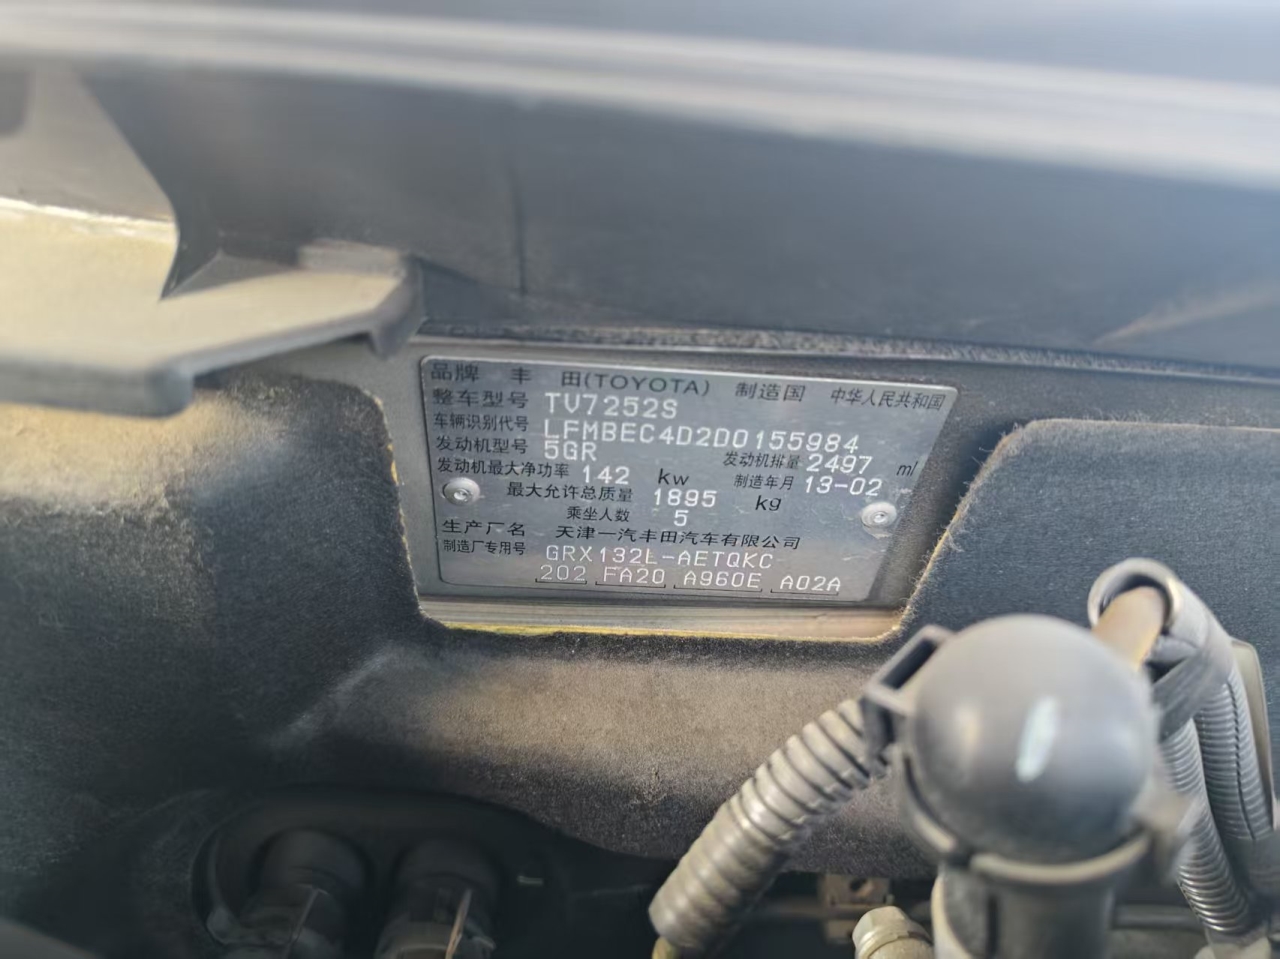 品牌 丰 田(TOYOTA) 制造国 中华人民共和国
整车型号 TV7252S
车辆识别代号 LFMBEC4D2D0155984
发动机型号 5GR 发动机排量 2497 ml
发动机最大净功率 142 kw 制造年月 13-02
最大允许总质量 1895 kg
乘坐人数 5
生产厂名 天津一汽丰田汽车有限公司
制造厂专用号 GRX132L-AETQKC
202 FA20 A960E A02A